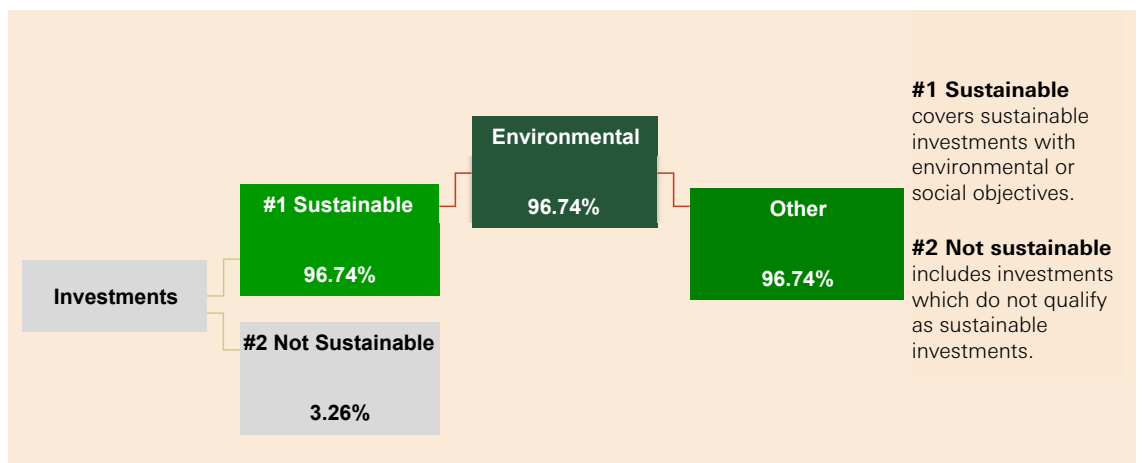 Investments
#1 Sustainable
96.74%
#2 Not Sustainable
3.26%
Environmental
96.74%
Other
96.74%
#1 Sustainable
covers sustainable
investments with
environmental or
social objectives.
#2 Not sustainable
includes investments
which do not qualify
as sustainable
investments.